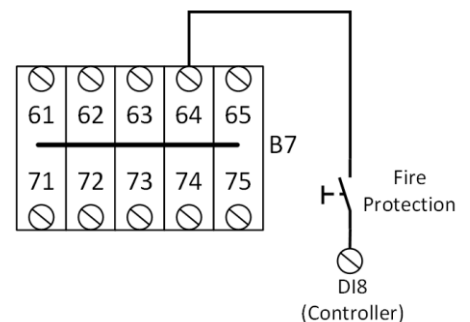 61 62 63 64 65
B7
71 72 73 74 75
Fire
Protection
DI8
(Controller)